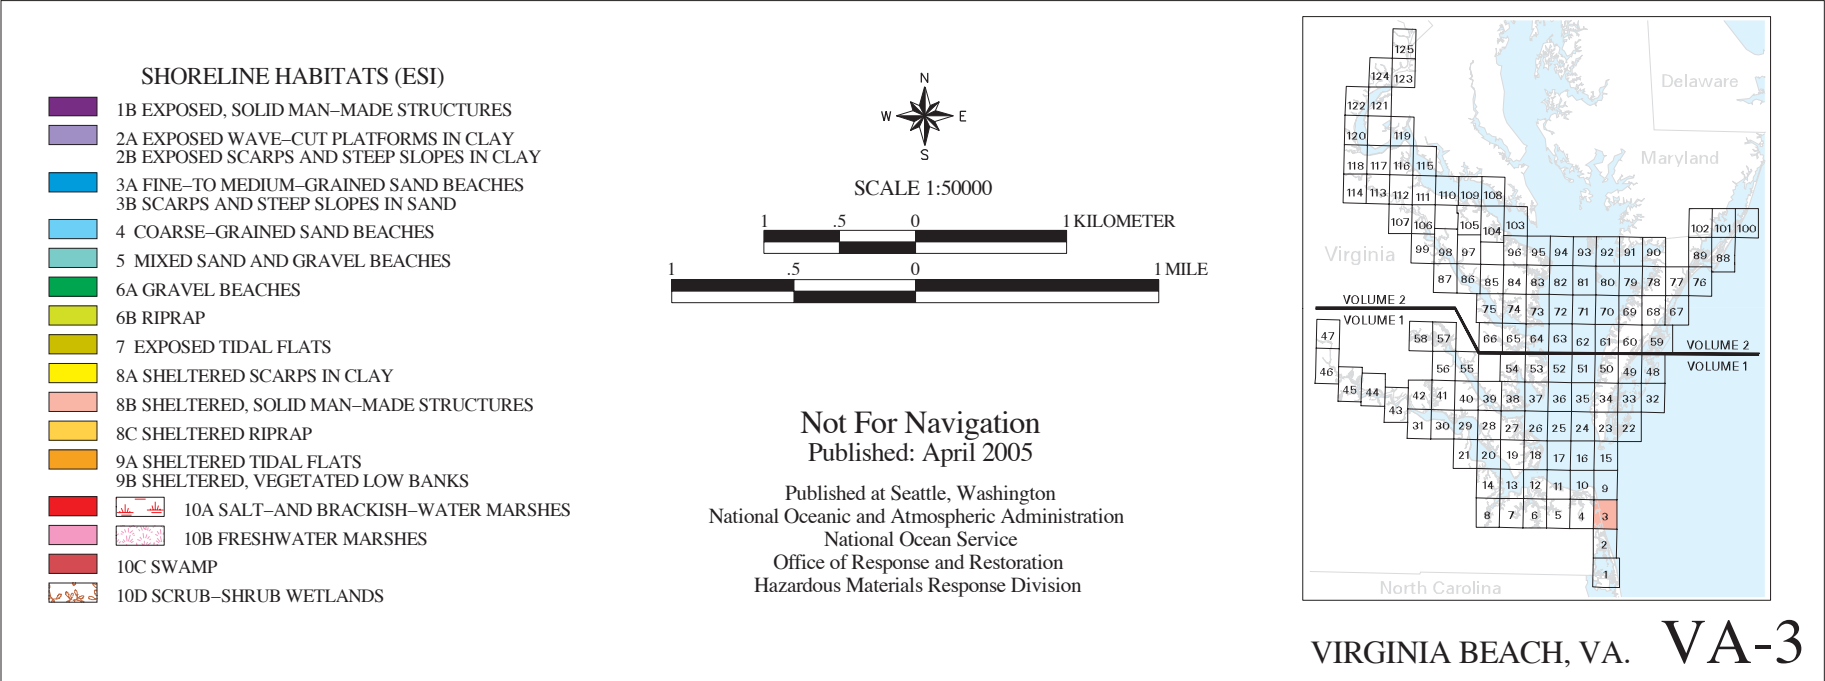 SHORELINE HABITATS (ESI)
1B EXPOSED, SOLID MAN–MADE STRUCTURES
2A EXPOSED WAVE–CUT PLATFORMS IN CLAY
2B EXPOSED SCARPS AND STEEP SLOPES IN CLAY
3A FINE–TO MEDIUM–GRAINED SAND BEACHES
3B SCARPS AND STEEP SLOPES IN SAND
4 COARSE–GRAINED SAND BEACHES
5 MIXED SAND AND GRAVEL BEACHES
6A GRAVEL BEACHES
6B RIPRAP
7 EXPOSED TIDAL FLATS
8A SHELTERED SCARPS IN CLAY
8B SHELTERED, SOLID MAN–MADE STRUCTURES
8C SHELTERED RIPRAP
9A SHELTERED TIDAL FLATS
9B SHELTERED, VEGETATED LOW BANKS
10A SALT–AND BRACKISH–WATER MARSHES
10B FRESHWATER MARSHES
10C SWAMP
10D SCRUB–SHRUB WETLANDS
N
W E
S
SCALE 1:50000
1 .5 0 1 KILOMETER
1 .5 0 1 MILE
Not For Navigation
Published: April 2005
Published at Seattle, Washington
National Oceanic and Atmospheric Administration
National Ocean Service
Office of Response and Restoration
Hazardous Materials Response Division
125
124 123
Delaware
122 121
120 119
Maryland
118 117 116 115
114 113 112 111 110 109 108
107 106 105 104 103 102 101 100
Virginia
99 98 97 96 95 94 93 92 91 90 89 88
87 86 85 84 83 82 81 80 79 78 77 76
VOLUME 2
75 74 73 72 71 70 69 68 67
VOLUME 1
47 58 57 66 65 64 63 62 61 60 59
VOLUME 2
VOLUME 1
46 56 55 54 53 52 51 50 49 48
45 44 43 42 41 40 39 38 37 36 35 34 33 32
31 30 29 28 27 26 25 24 23 22
21 20 19 18 17 16 15
14 13 12 11 10 9
8 7 6 5 4 3
2
1
North Carolina
VIRGINIA BEACH, VA. VA-3